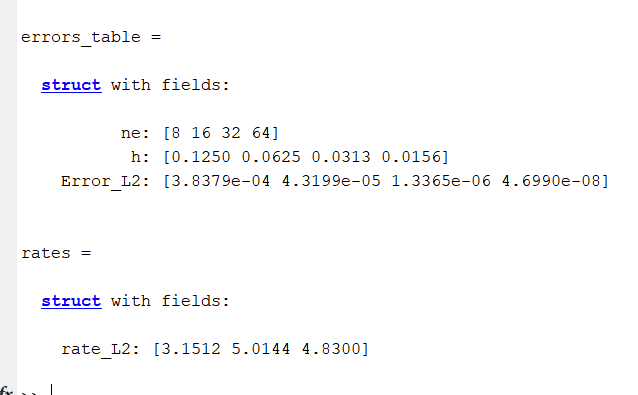 errors_table =
struct with fields:
ne: [8 16 32 64]
h: [0.1250 0.0625 0.0313 0.0156]
Error_L2: [3.8379e-04 4.3199e-05 1.3365e-06 4.6990e-08]
rates =
struct with fields:
rate_L2: [3.1512 5.0144 4.8300]
fx >>